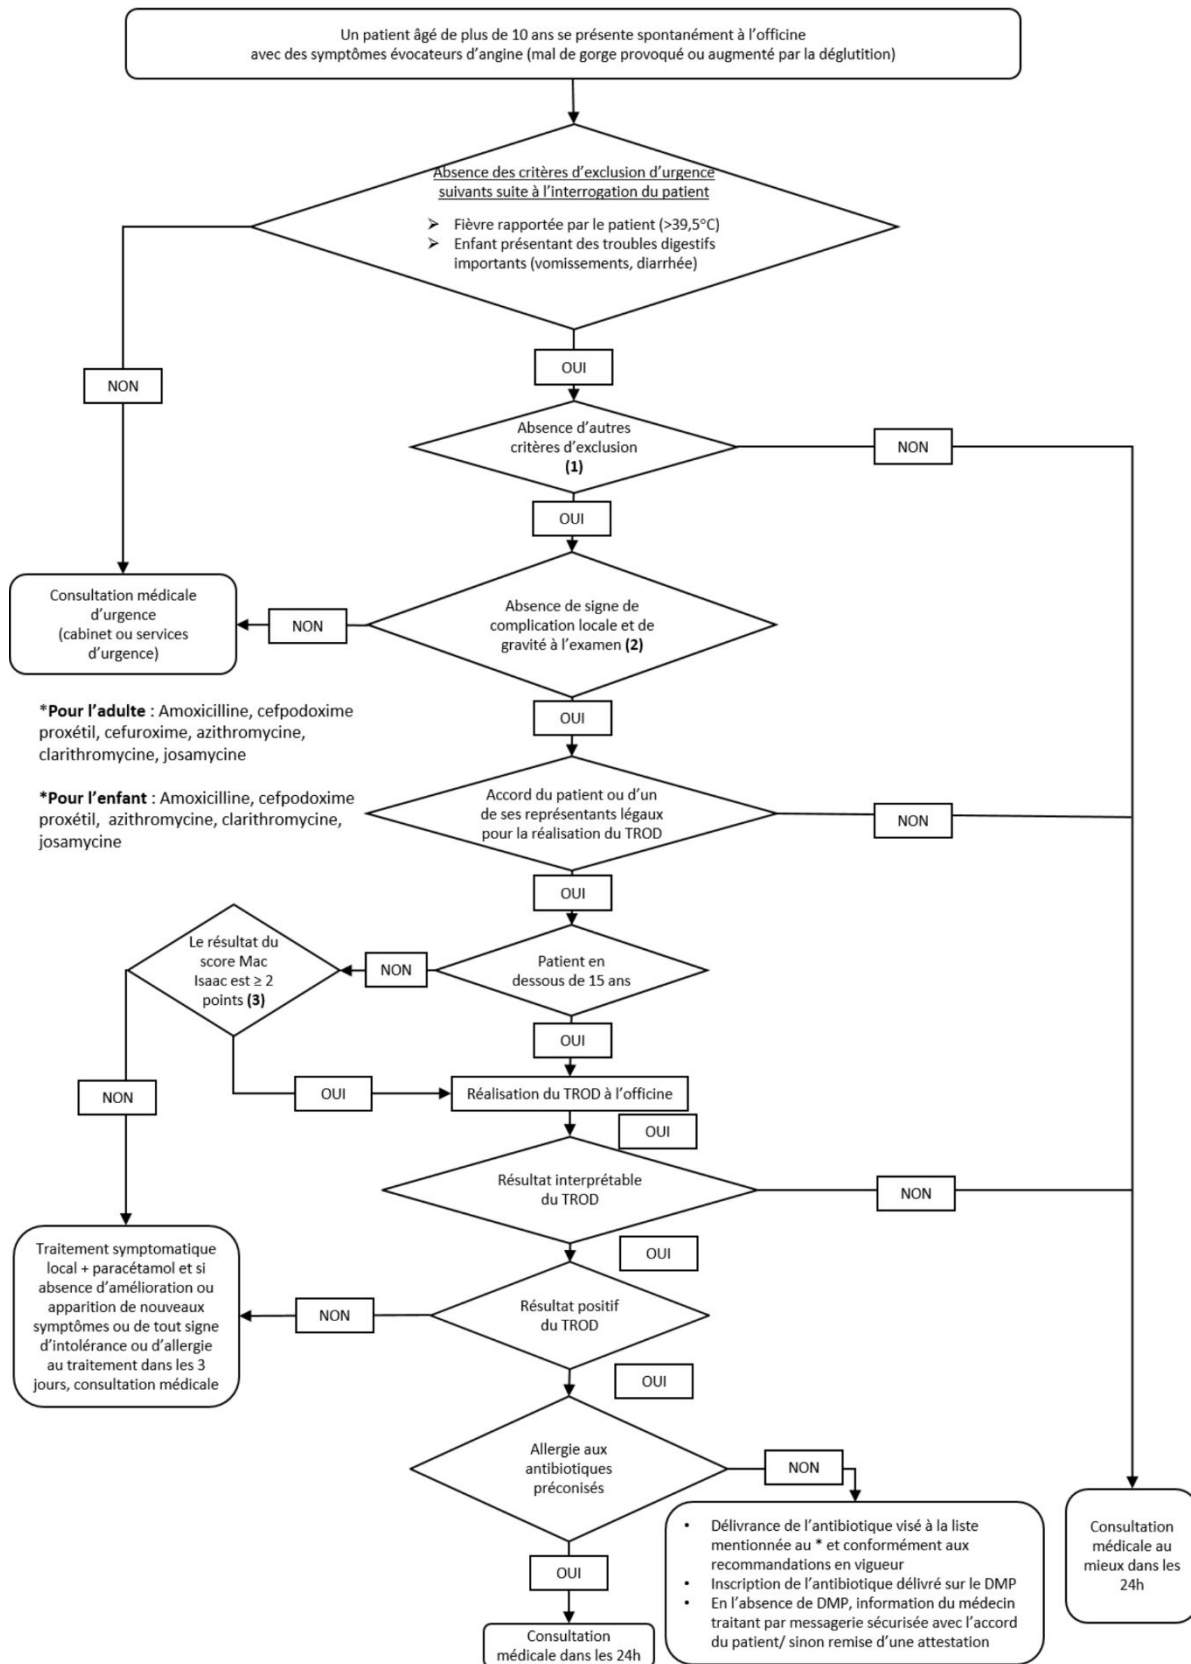 Un patient âgé de plus de 10 ans se présente spontanément à l’officine
avec des symptômes évocateurs d’angine (mal de gorge provoqué ou augmenté par la déglutition)
Absence des critères d’exclusion d’urgence
suivants suite à l’interrogation du patient
➤ Fièvre rapportée par le patient (>39,5°C)
➤ Enfant présentant des troubles digestifs
importants (vomissements, diarrhée)
NON
OUI
Absence d’autres
critères d’exclusion
(1)
NON
OUI
Absence de signe de
complication locale et de
gravité à l’examen (2)
NON
Consultation médicale
d’urgence
(cabinet ou services
d’urgence)
OUI
*Pour l’adulte : Amoxicilline, cefpodoxime
proxétil, cefuroxime, azithromycine,
clarithromycine, josamycine
*Pour l’enfant : Amoxicilline, cefpodoxime
proxétil, azithromycine, clarithromycine,
josamycine
Accord du patient ou d’un
de ses représentants légaux
pour la réalisation du TROD
NON
OUI
Patient en
dessous de 15 ans
NON
Le résultat du
score Mac
Isaac est ≥ 2
points (3)
OUI
NON
OUI
Réalisation du TROD à l’officine
OUI
Résultat interprétable
du TROD
NON
OUI
Résultat positif
du TROD
NON
Traitement symptomatique
local + paracétamol et si
absence d’amélioration ou
apparition de nouveaux
symptômes ou de tout signe
d’intolérance ou d’allergie
au traitement dans les 3
jours, consultation médicale
OUI
Allergie aux
antibiotiques
préconisés
NON
OUI
• Délivrance de l’antibiotique visé à la liste
mentionnée au * et conformément aux
recommandations en vigueur
• Inscription de l’antibiotique délivré sur le DMP
• En l’absence de DMP, information du médecin
traitant par messagerie sécurisée avec l’accord
du patient/ sinon remise d’une attestation
Consultation
médicale au
mieux dans les
24h
Consultation
médicale dans les 24h